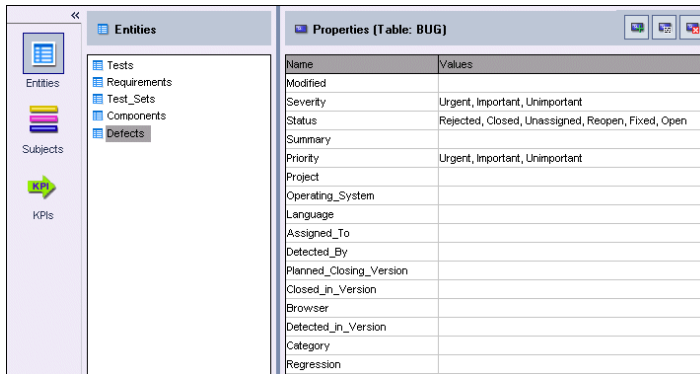 «
Entities
Subjects
KPI
KPIs
Entities
Tests
Requirements
Test_Sets
Components
Defects
Properties (Table: BUG)
Name Values
Modified
Severity Urgent, Important, Unimportant
Status Rejected, Closed, Unassigned, Reopen, Fixed, Open
Summary
Priority Urgent, Important, Unimportant
Project
Operating_System
Language
Assigned_To
Detected_By
Planned_Closing_Version
Closed_in_Version
Browser
Detected_in_Version
Category
Regression